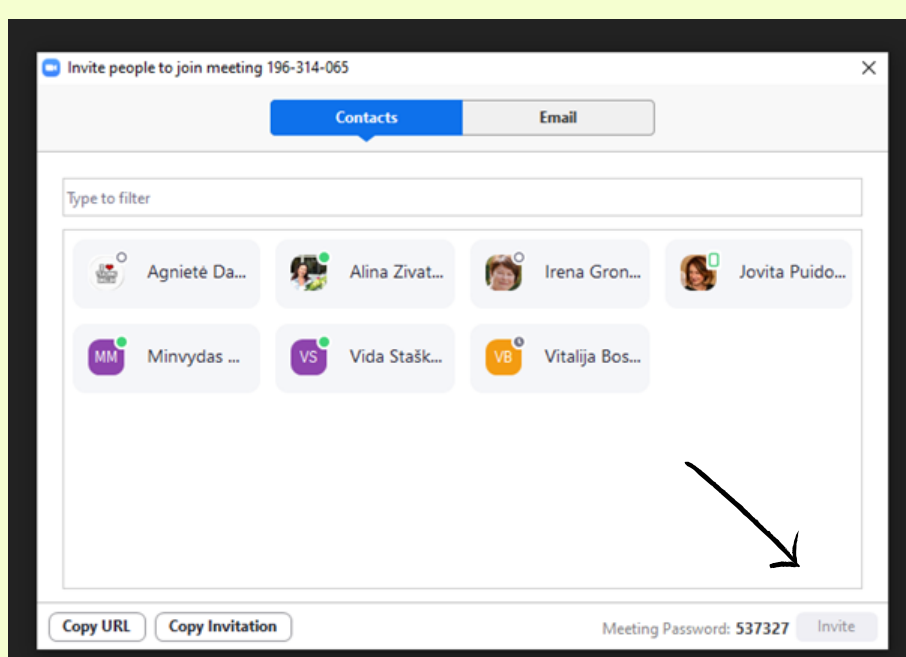 Invite people to join meeting 196-314-065
Contacts Email
Type to filter
Agnietė Da... Alina Zivat... Irena Gron... Jovita Puido...
MM Minvydas ... VS Vida Stašk... VB Vitalija Bos...
Copy URL Copy Invitation Meeting Password: 537327 Invite